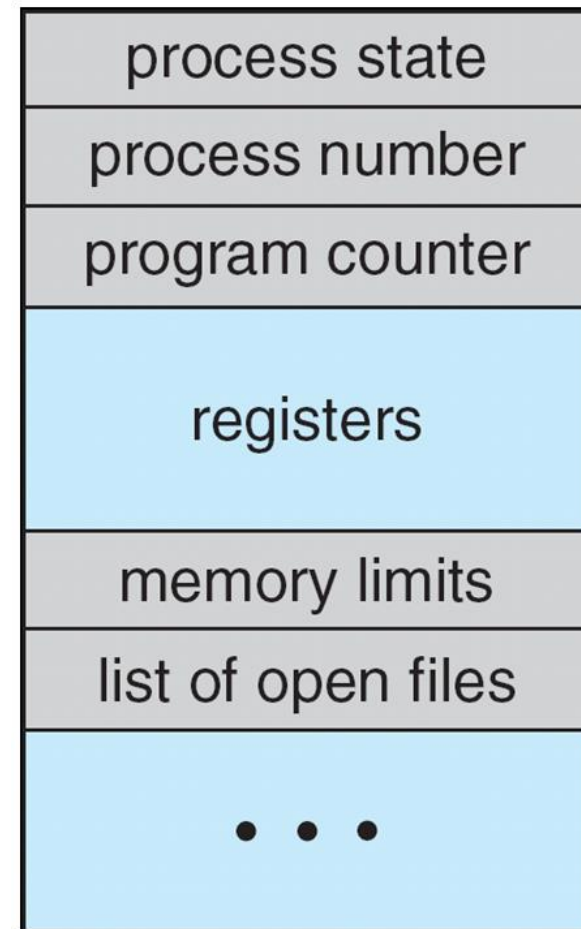 process state
process number
program counter
registers
memory limits
list of open files
• • •